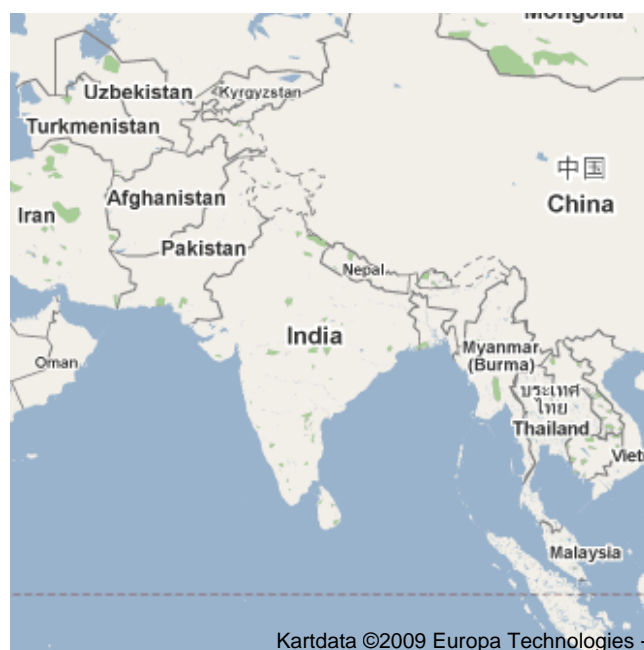 Mongolia
Uzbekistan
Kyrgyzstan
Turkmenistan
中国
China
Afghanistan
Iran
Pakistan
Nepal
India
Myanmar
(Burma)
Oman
ประเทศ
ไทย
Thailand
Viet
Malaysia
Kartdata ©2009 Europa Technologies -